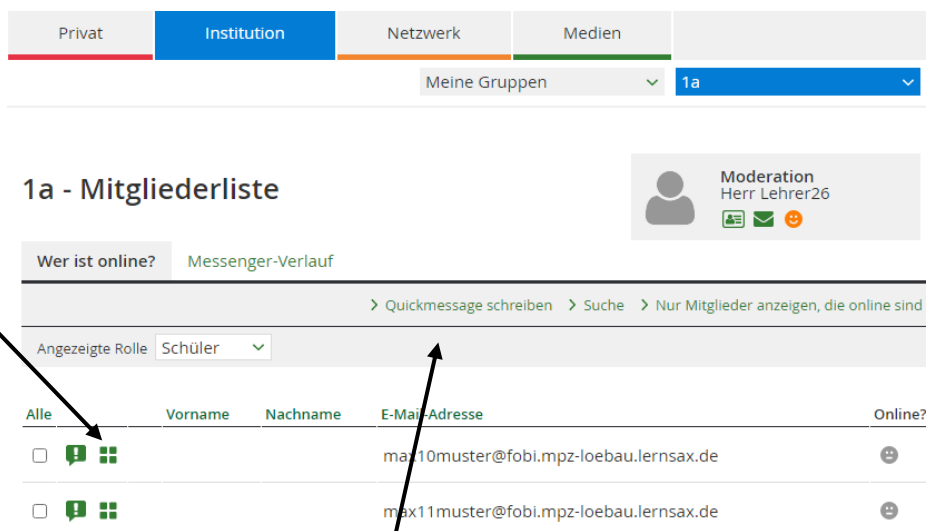 Privat Institution Netzwerk Medien
Meine Gruppen 1a
1a - Mitgliederliste
Moderation
Herr Lehrer26
Wer ist online? Messenger-Verlauf
Quickmessage schreiben Suche Nur Mitglieder anzeigen, die online sind
Angezeigte Rolle Schüler
Alle Vorname Nachname E-Mail-Adresse Online?
max10muster@fobi.mpz-loebau.lernsax.de
max11muster@fobi.mpz-loebau.lernsax.de